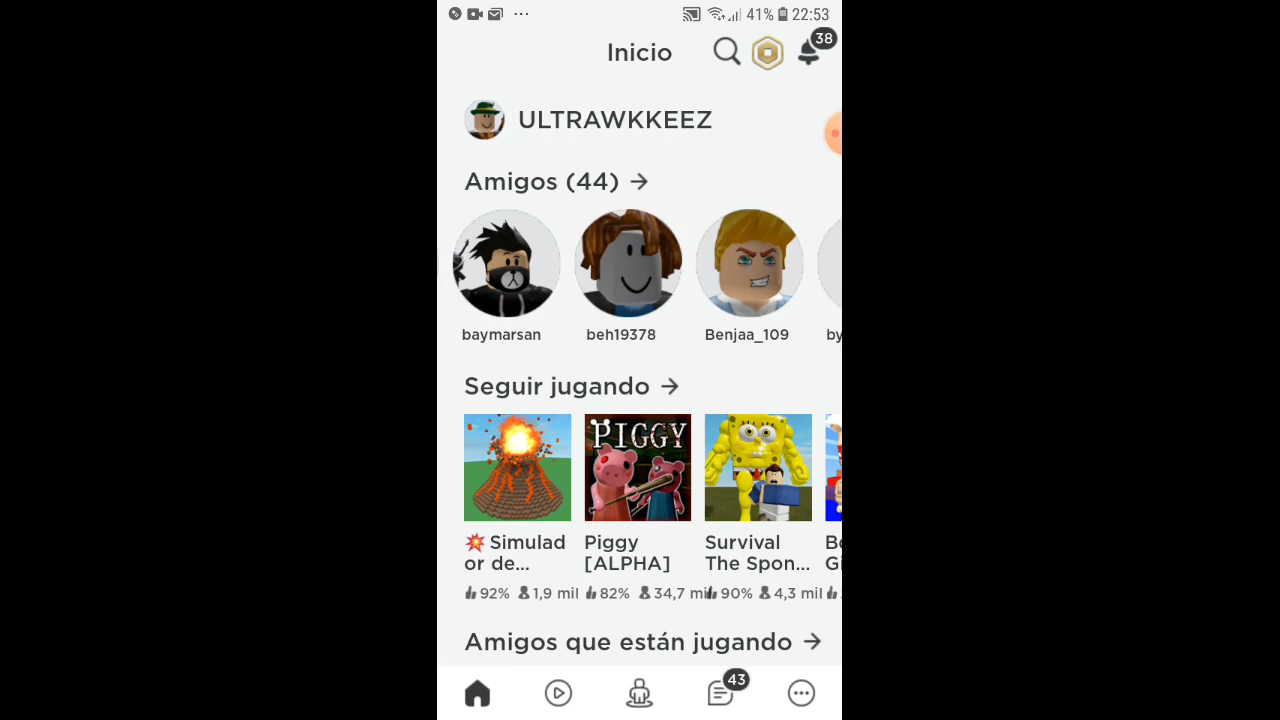 41% 22:53
Inicio
38
ULTRAWKKEEZ
Amigos (44) →
baymarsan beh19378 Benjaa_109 by
Seguir jugando →
PIGGY
💥 Simulad
or de...
Piggy
[ALPHA]
Survival
The Spon...
92% 1,9 mil 82% 34,7 mi 90% 4,3 mil
Amigos que están jugando →
43